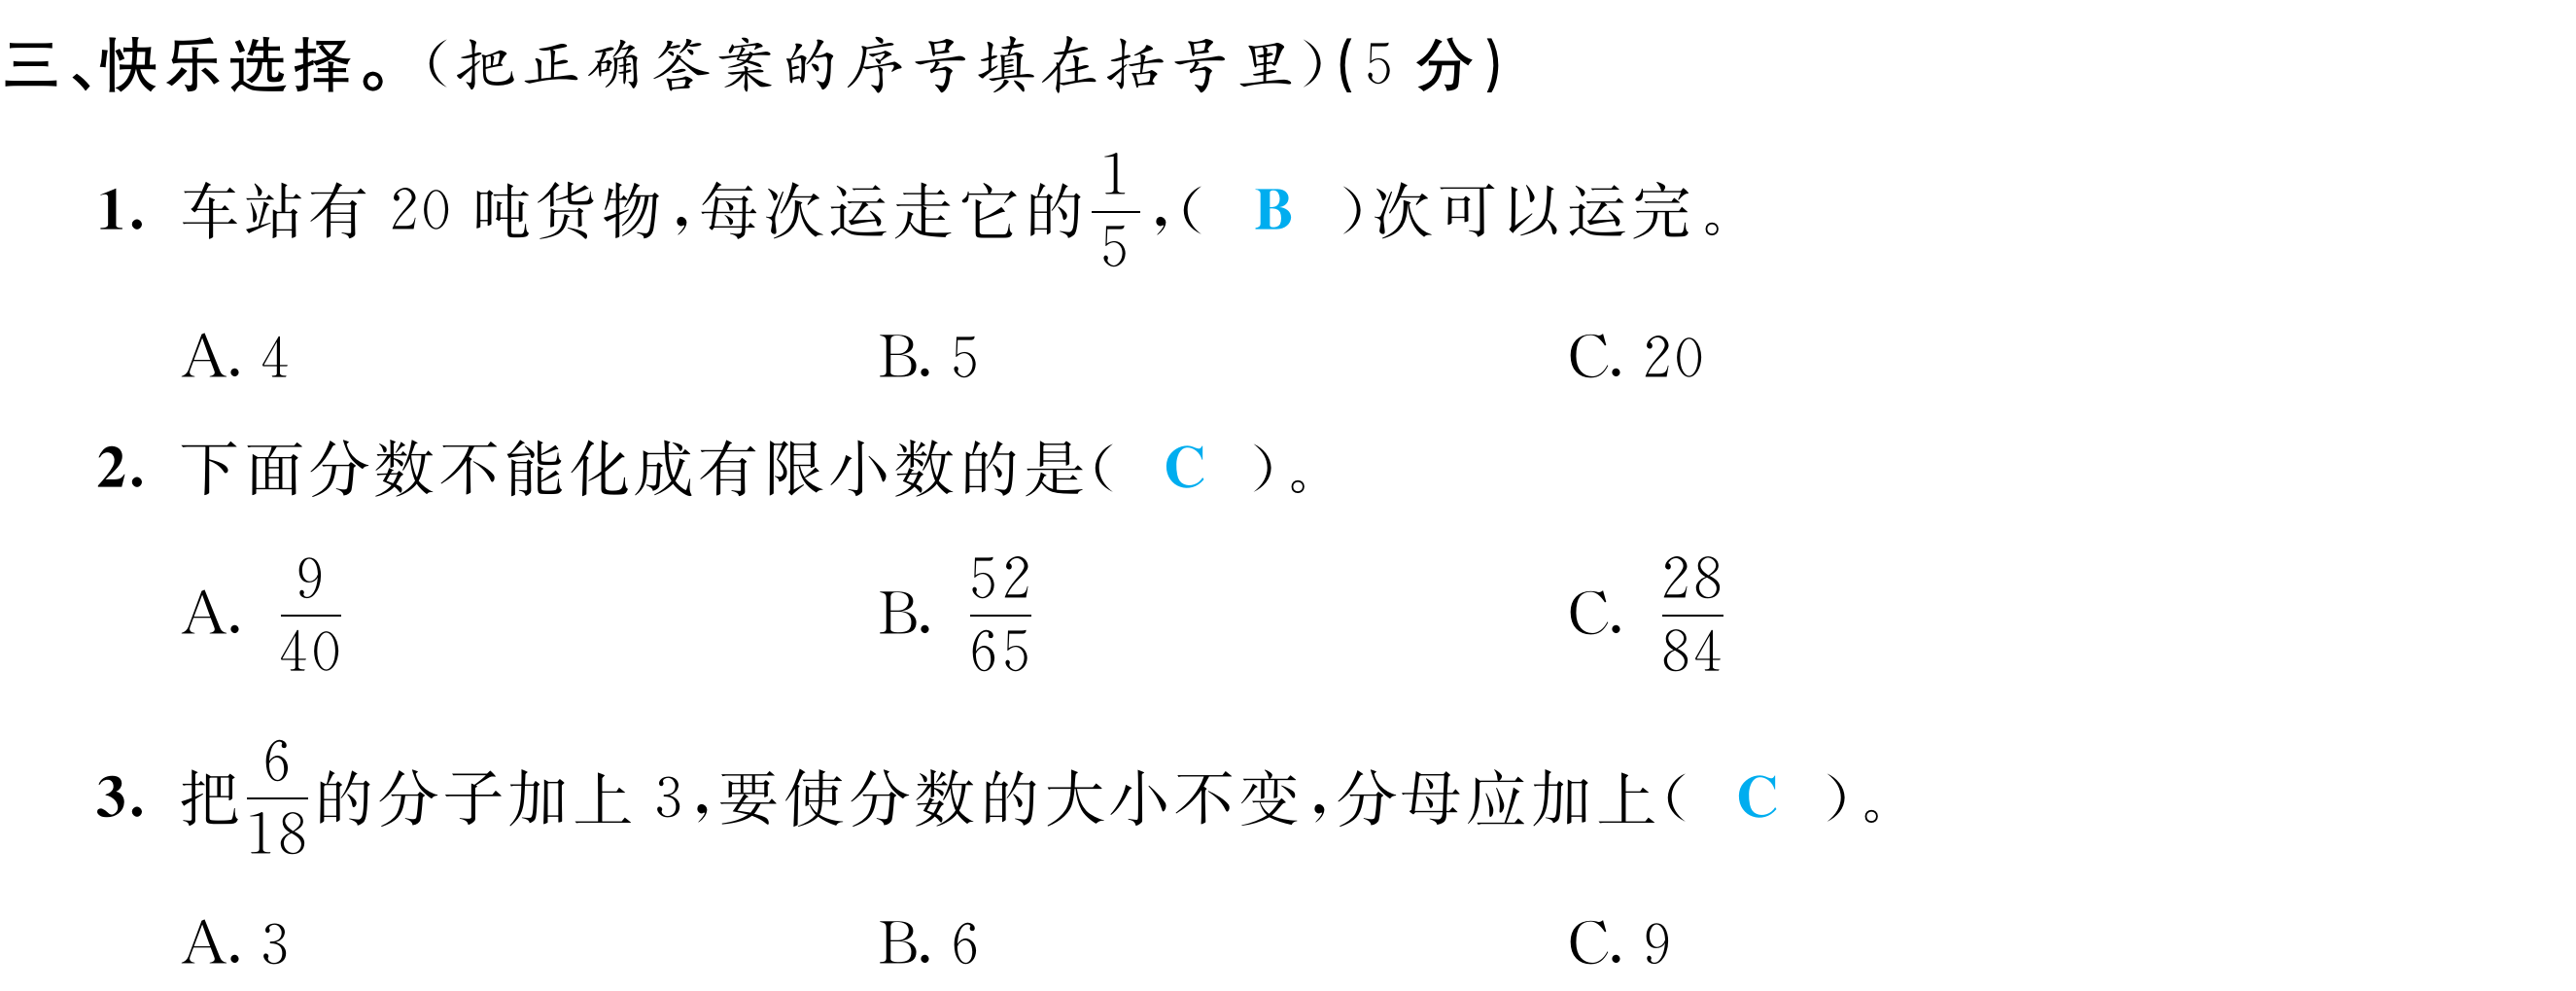 三、快乐选择。(把正确答案的序号填在括号里)(5 分)
1. 车站有 20 吨货物,每次运走它的1/5,( B )次可以运完。
A. 4 B. 5 C. 20
2. 下面分数不能化成有限小数的是( C )。
A. 9/40 B. 52/65 C. 28/84
3. 把6/18的分子加上 3,要使分数的大小不变,分母应加上( C )。
A. 3 B. 6 C. 9